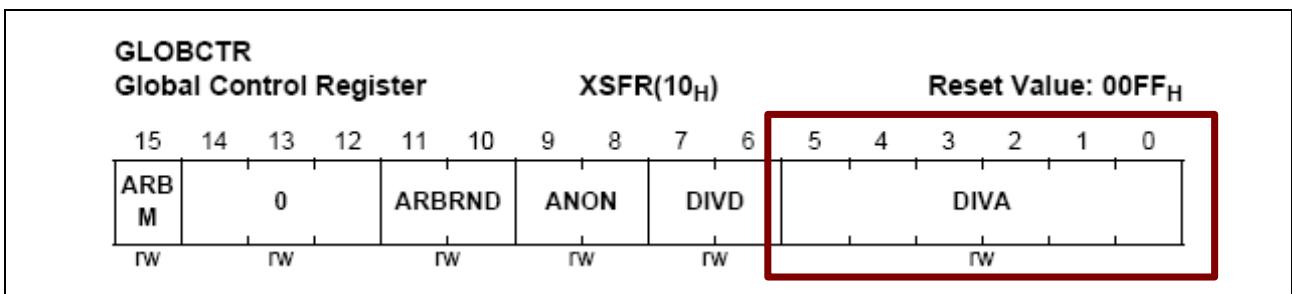 GLOBCTR
Global Control Register XSFR(10H) Reset Value: 00FFH
15 14 13 12 11 10 9 8 7 6 5 4 3 2 1 0
ARB
M 0 ARBRND ANON DIVD DIVA
rw rw rw rw rw rw